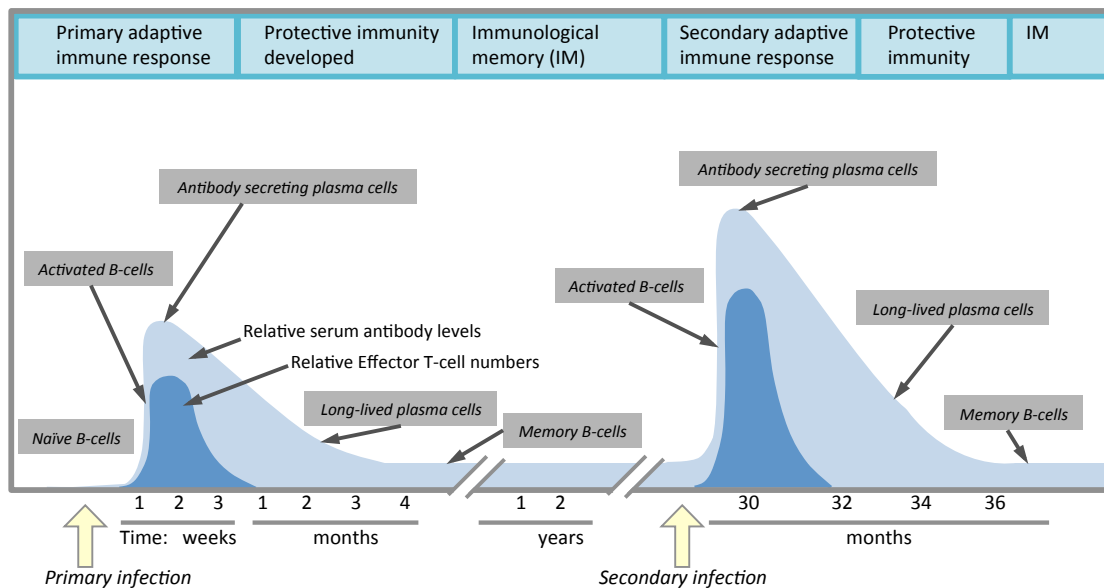 Primary adaptive
immune response
Protective immunity
developed
Immunological
memory (IM)
Secondary adaptive
immune response
Protective
immunity
IM
Antibody secreting plasma cells
Antibody secreting plasma cells
Activated B-cells
Activated B-cells
Relative serum antibody levels
Long-lived plasma cells
Relative Effector T-cell numbers
Long-lived plasma cells
Naïve B-cells
Memory B-cells
Memory B-cells
1 2 3 1 2 3 4 1 2 30 32 34 36
Time: weeks months years months
Primary infection Secondary infection